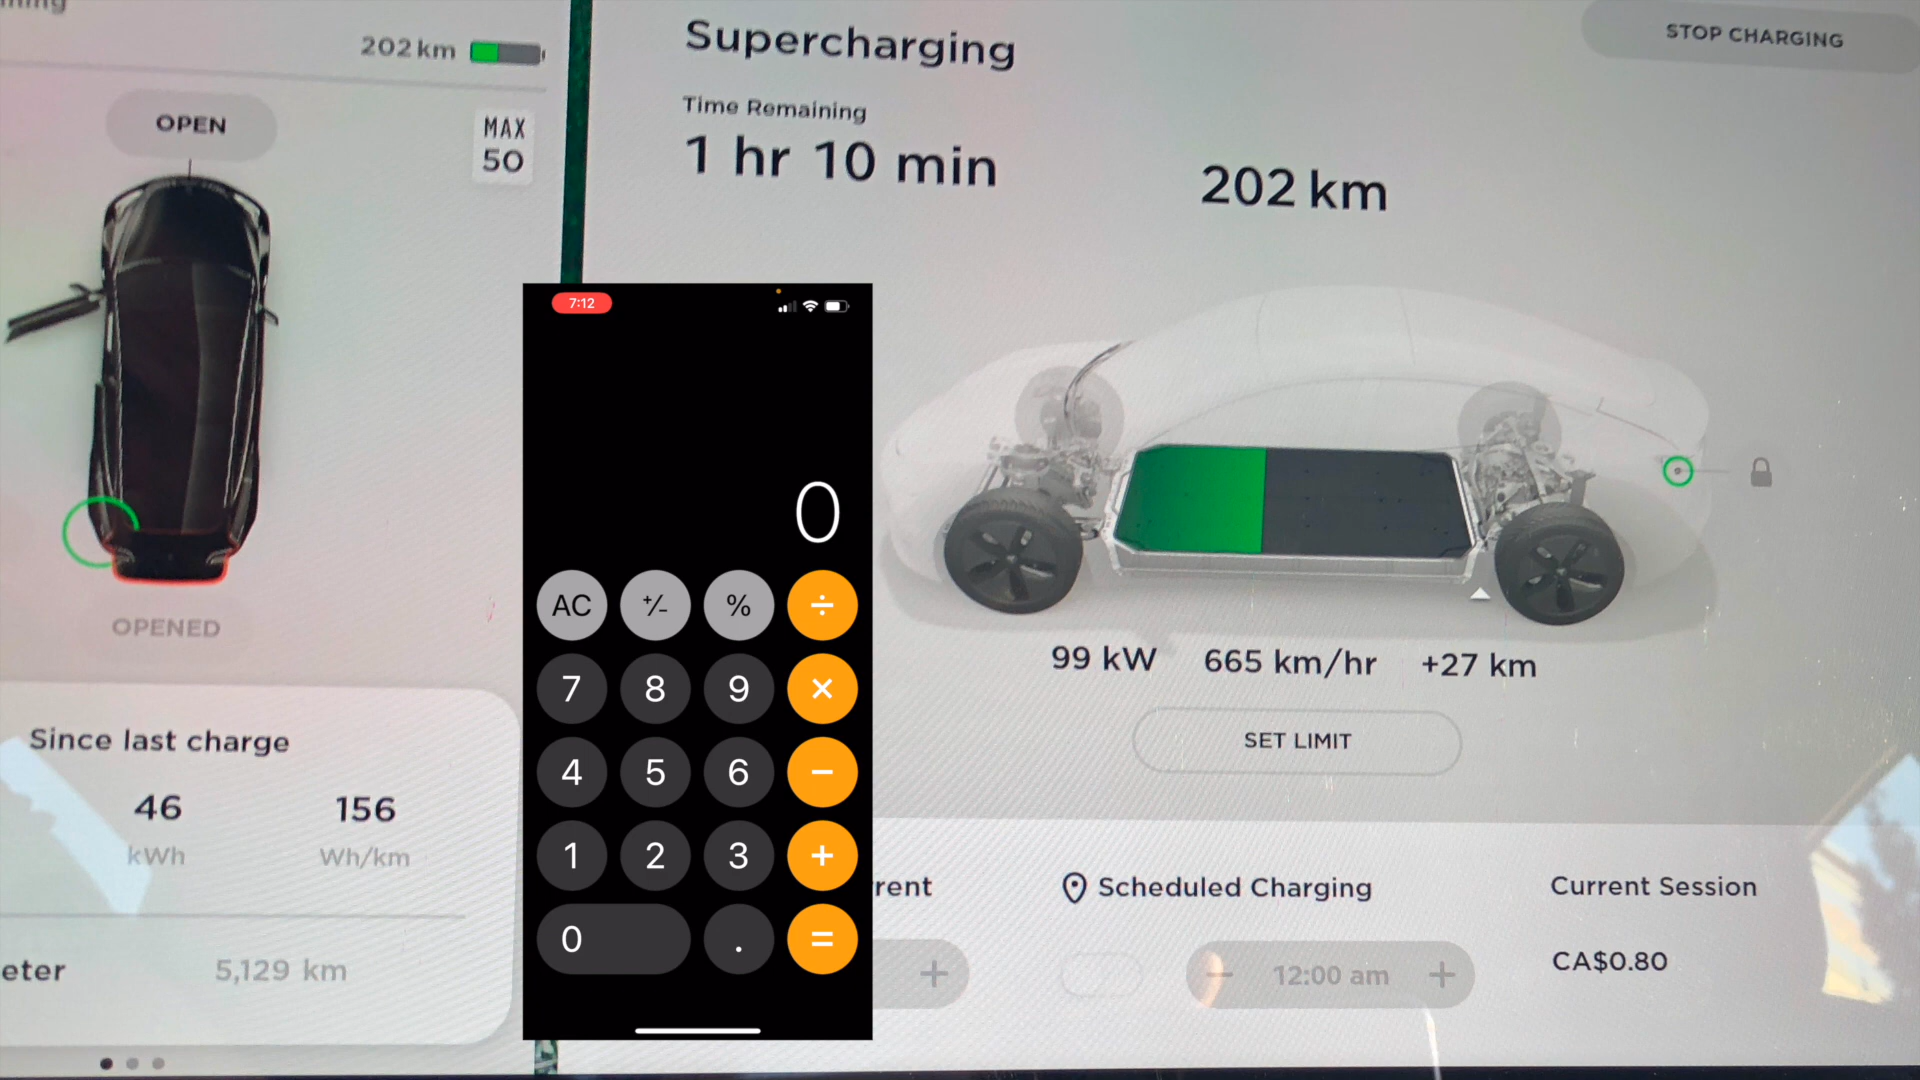 202 km
OPEN
MAX
50
OPENED
Since last charge
46
156
kWh
Wh/km
eter
5,129 km
Supercharging
STOP CHARGING
Time Remaining
1 hr 10 min
202 km
99 kW
665 km/hr
+27 km
SET LIMIT
rent
Scheduled Charging
Current Session
+
− 12:00 am +
CA$0.80
7:12
0
AC +/− % ÷
7 8 9 ×
4 5 6 −
1 2 3 +
0 . =